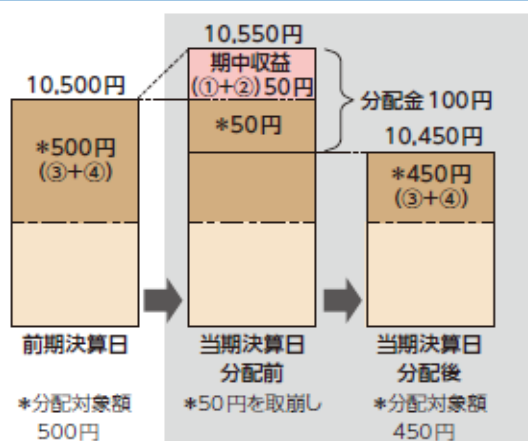 10,550円
期中収益
(①+②)50円
10,500円
分配金100円
*500円
(③+④)
*50円
10,450円
*450円
(③+④)
前期決算日
当期決算日
分配前
当期決算日
分配後
*分配対象額
500円
*50円を取崩し
*分配対象額
450円